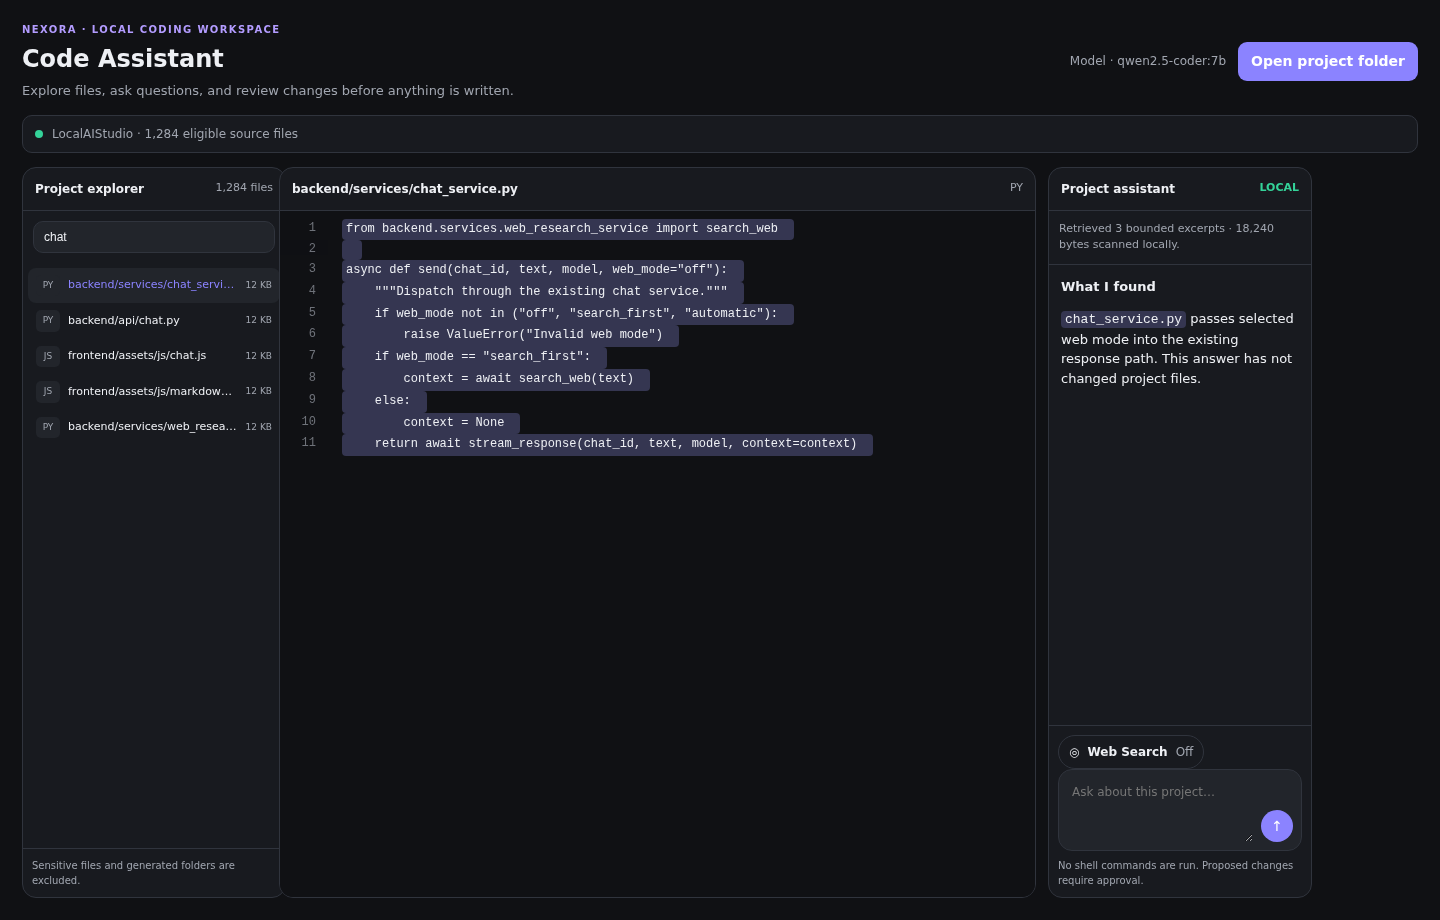 NEXORA · LOCAL CODING WORKSPACE
Code Assistant
Explore files, ask questions, and review changes before anything is written.
Model · qwen2.5-coder:7b
Open project folder
LocalAIStudio · 1,284 eligible source files
Project explorer
1,284 files
chat
PY backend/services/chat_servi… 12 KB
PY backend/api/chat.py 12 KB
JS frontend/assets/js/chat.js 12 KB
JS frontend/assets/js/markdow… 12 KB
PY backend/services/web_resea… 12 KB
Sensitive files and generated folders are
excluded.
backend/services/chat_service.py
PY
1 from backend.services.web_research_service import search_web
2
3 async def send(chat_id, text, model, web_mode="off"):
4     """Dispatch through the existing chat service."""
5     if web_mode not in ("off", "search_first", "automatic"):
6         raise ValueError("Invalid web mode")
7     if web_mode == "search_first":
8         context = await search_web(text)
9     else:
10         context = None
11     return await stream_response(chat_id, text, model, context=context)
Project assistant
LOCAL
Retrieved 3 bounded excerpts · 18,240
bytes scanned locally.
What I found
chat_service.py passes selected
web mode into the existing
response path. This answer has not
changed project files.
◎ Web Search Off
Ask about this project…
↑
No shell commands are run. Proposed changes
require approval.